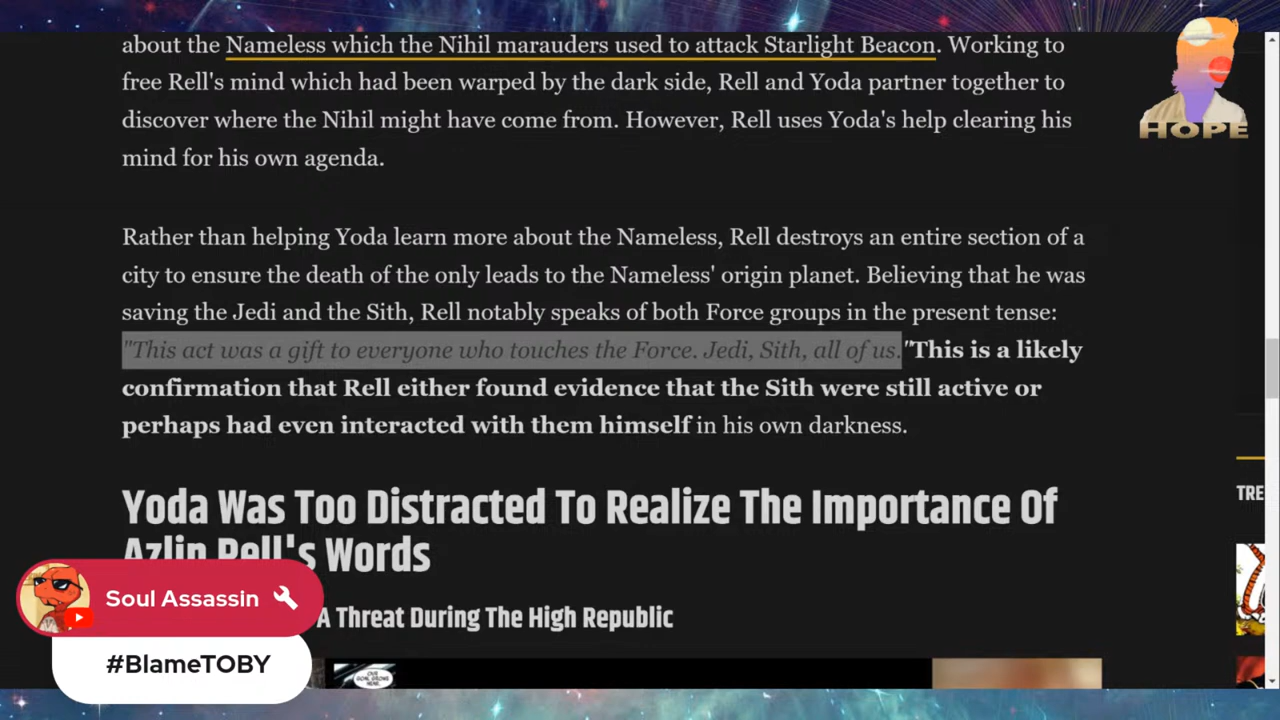 about the Nameless which the Nihil marauders used to attack Starlight Beacon. Working to
free Rell's mind which had been warped by the dark side, Rell and Yoda partner together to
discover where the Nihil might have come from. However, Rell uses Yoda's help clearing his
mind for his own agenda.
HOPE
Rather than helping Yoda learn more about the Nameless, Rell destroys an entire section of a
city to ensure the death of the only leads to the Nameless' origin planet. Believing that he was
saving the Jedi and the Sith, Rell notably speaks of both Force groups in the present tense:
"This act was a gift to everyone who touches the Force. Jedi, Sith, all of us."This is a likely
confirmation that Rell either found evidence that the Sith were still active or
perhaps had even interacted with them himself in his own darkness.
Yoda Was Too Distracted To Realize The Importance Of
Azlin Rell's Words
TRE
A Threat During The High Republic
Soul Assassin
#BlameTOBY